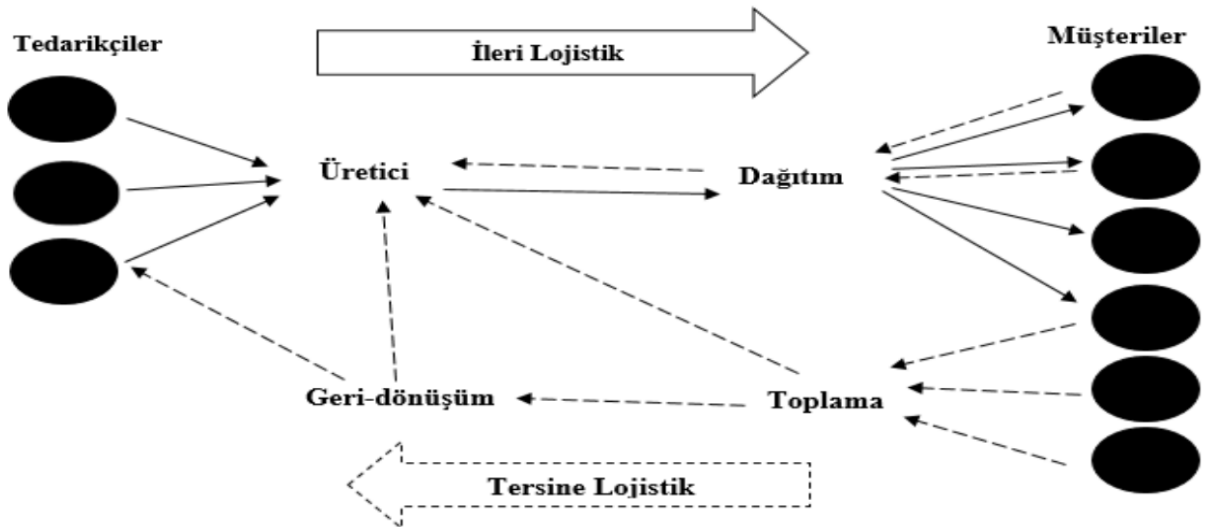 Tedarikçiler
İleri Lojistik
Müşteriler
Üretici
Dağıtım
Geri-dönüşüm
Toplama
Tersine Lojistik